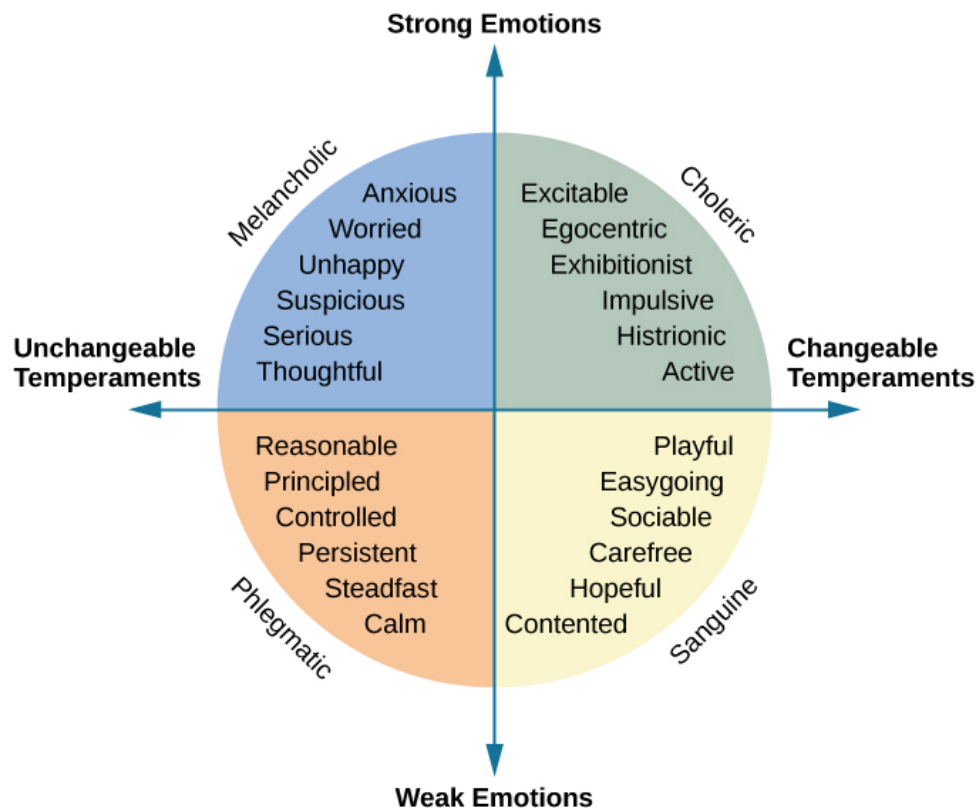 Strong Emotions
Melancholic
Anxious
Worried
Unhappy
Suspicious
Serious
Thoughtful
Choleric
Excitable
Egocentric
Exhibitionist
Impulsive
Histrionic
Active
Unchangeable
Temperaments
Changeable
Temperaments
Reasonable
Principled
Controlled
Persistent
Steadfast
Calm
Phlegmatic
Playful
Easygoing
Sociable
Carefree
Hopeful
Contented
Sanguine
Weak Emotions